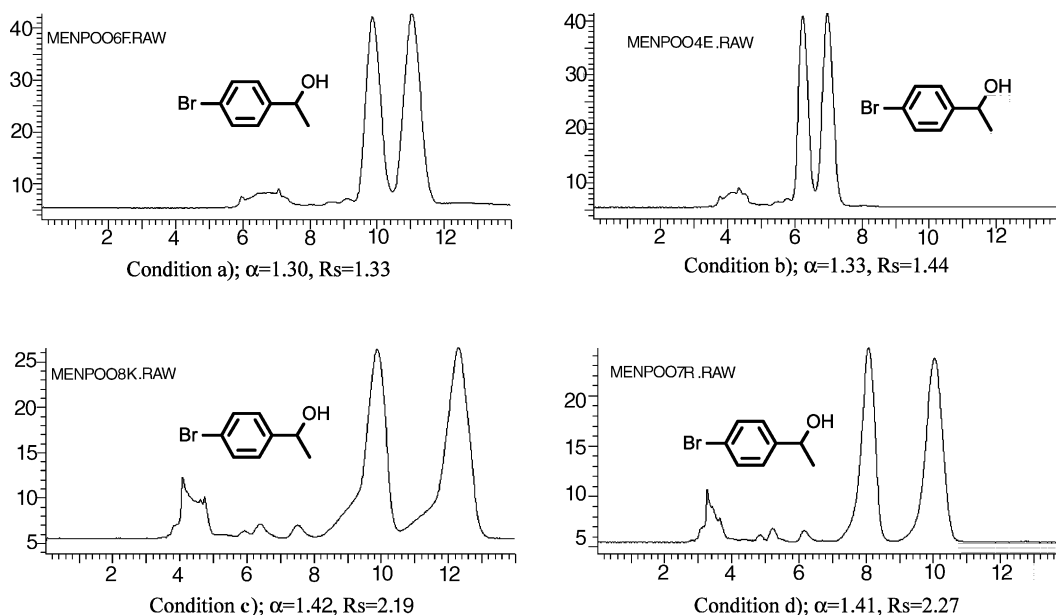 40
30
20
10
MENPOO6F.RAW
Br
OH
2
4
6
8
10
12
Condition a); α=1.30, Rs=1.33
40
30
20
10
MENPOO4E.RAW
Br
OH
2
4
6
8
10
12
Condition b); α=1.33, Rs=1.44
25
20
15
10
5
MENPOO8K.RAW
Br
OH
2
4
6
8
10
12
Condition c); α=1.42, Rs=2.19
20
15
10
5
MENPOO7R.RAW
Br
OH
2
4
6
8
10
12
Condition d); α=1.41, Rs=2.27